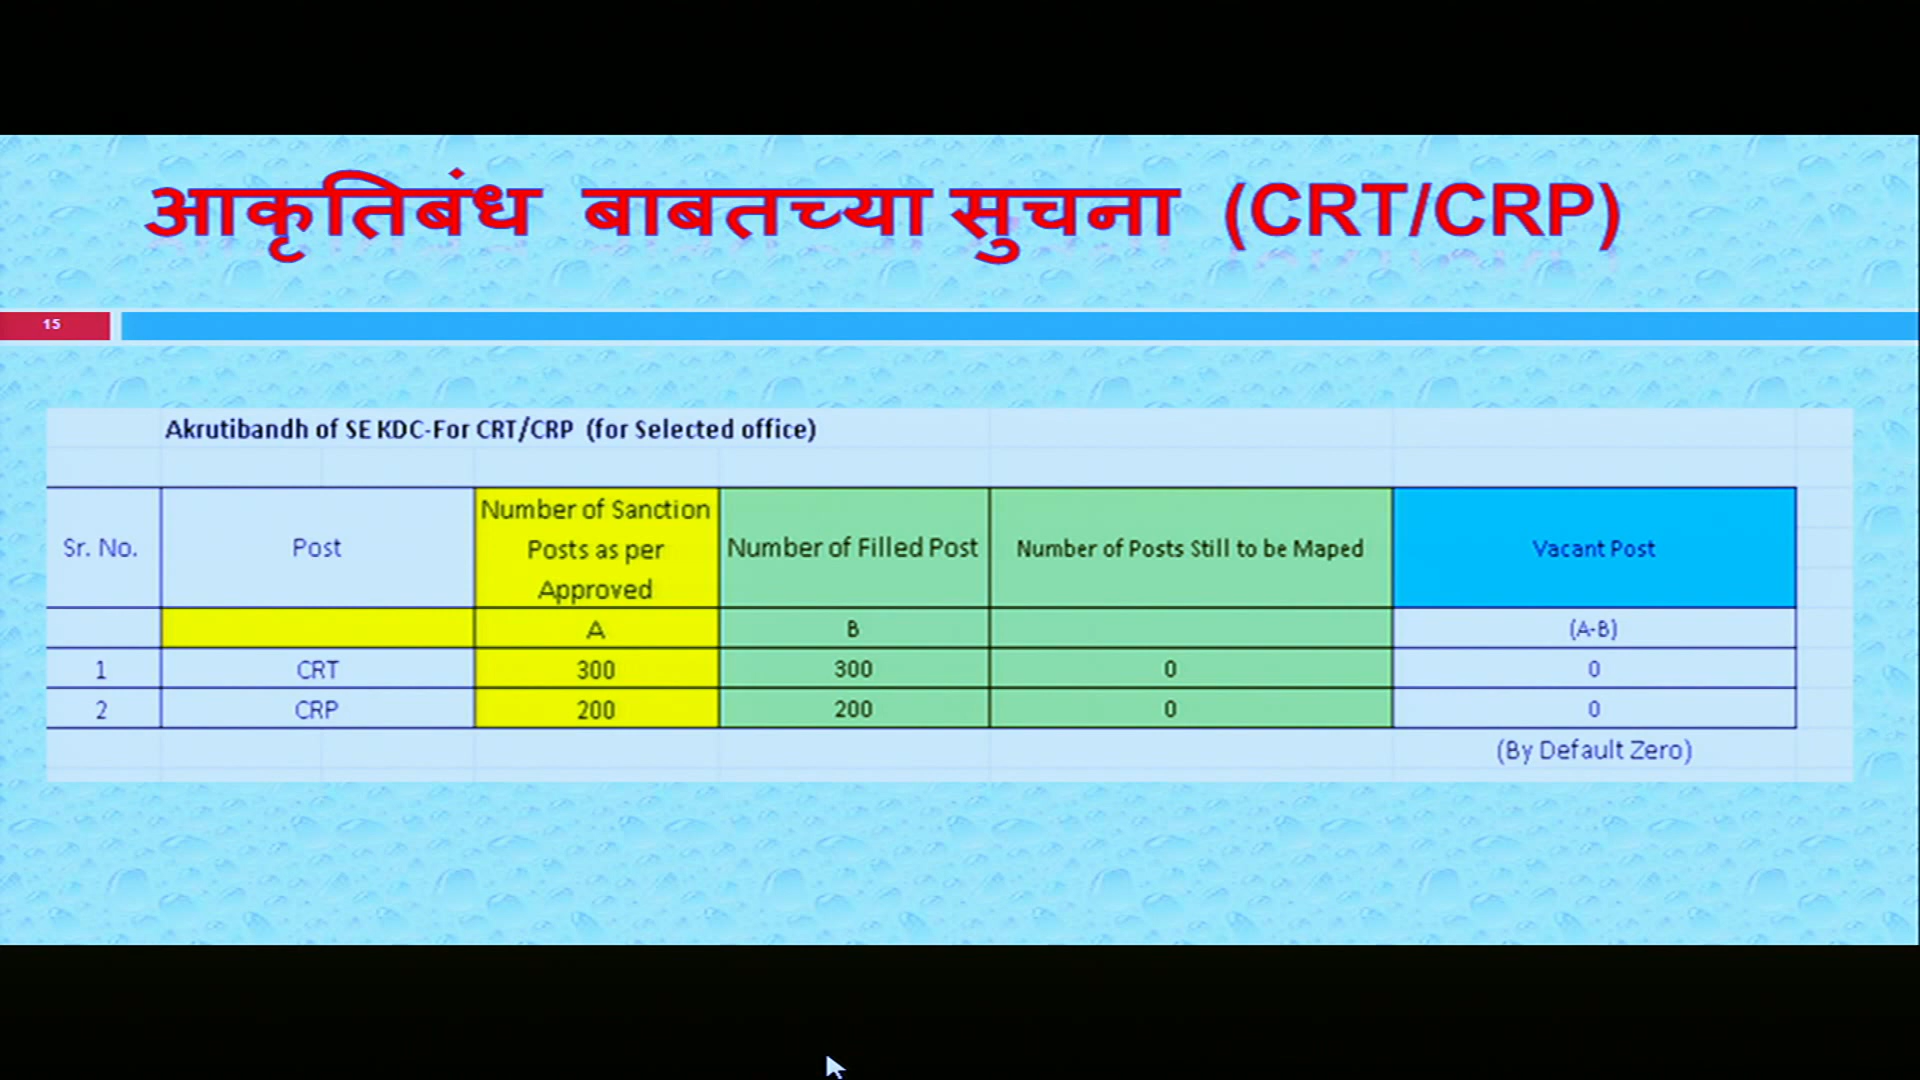 आकृतिबंध बाबतच्या सुचना (CRT/CRP)
15
Akrutibandh of SE KDC-For CRT/CRP (for Selected office)
Sr. No. Post Number of Sanction Posts as per Approved Number of Filled Post Number of Posts Still to be Maped Vacant Post
A B (A-B)
1 CRT 300 300 0 0
2 CRP 200 200 0 0
(By Default Zero)